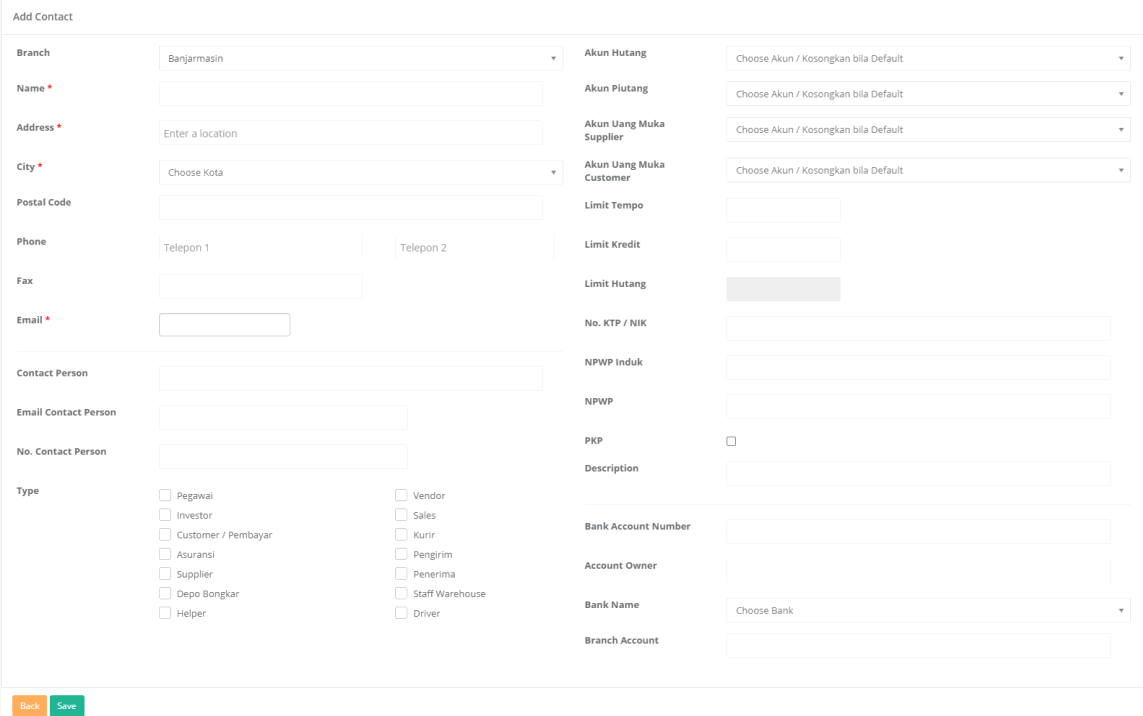 Add Contact
Branch
Banjarmasin
Name *
Address *
Enter a location
City *
Choose Kota
Postal Code
Phone
Telepon 1
Telepon 2
Fax
Email *
Contact Person
Email Contact Person
No. Contact Person
Type
Pegawai
Vendor
Investor
Sales
Customer / Pembayar
Kurir
Asuransi
Pengirim
Supplier
Penerima
Depo Bongkar
Staff Warehouse
Helper
Driver
Akun Hutang
Choose Akun / Kosongkan bila Default
Akun Piutang
Choose Akun / Kosongkan bila Default
Akun Uang Muka
Supplier
Choose Akun / Kosongkan bila Default
Akun Uang Muka
Customer
Choose Akun / Kosongkan bila Default
Limit Tempo
Limit Kredit
Limit Hutang
No. KTP / NIK
NPWP Induk
NPWP
PKP
Description
Bank Account Number
Account Owner
Bank Name
Choose Bank
Branch Account
Back
Save